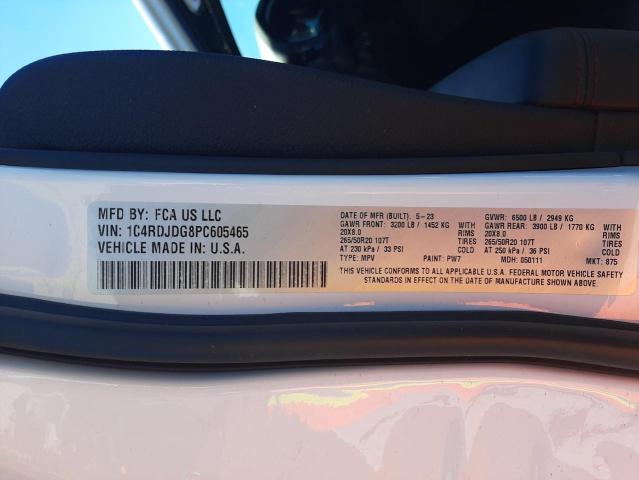 MFD BY: FCA US LLC
VIN: 1C4RDJDG8PC605465
VEHICLE MADE IN: U.S.A.
DATE OF MFR (BUILT). 5-23 GVWR: 6500 LB / 2949 KG
GAWR FRONT: 3200 LB / 1452 KG WITH GAWR REAR: 3900 LB / 1770 KG WITH
20X8.0 RIMS 20X8.0 RIMS
265/50R20 107T TIRES 265/50R20 107T TIRES
AT 230 kPa / 33 PSI COLD AT 250 kPa / 36 PSI COLD
TYPE: MPV PAINT: PW7 MDH: 050111 MKT: 875
THIS VEHICLE CONFORMS TO ALL APPLICABLE U.S.A. FEDERAL MOTOR VEHICLE SAFETY
STANDARDS IN EFFECT ON THE DATE OF MANUFACTURE SHOWN ABOVE.